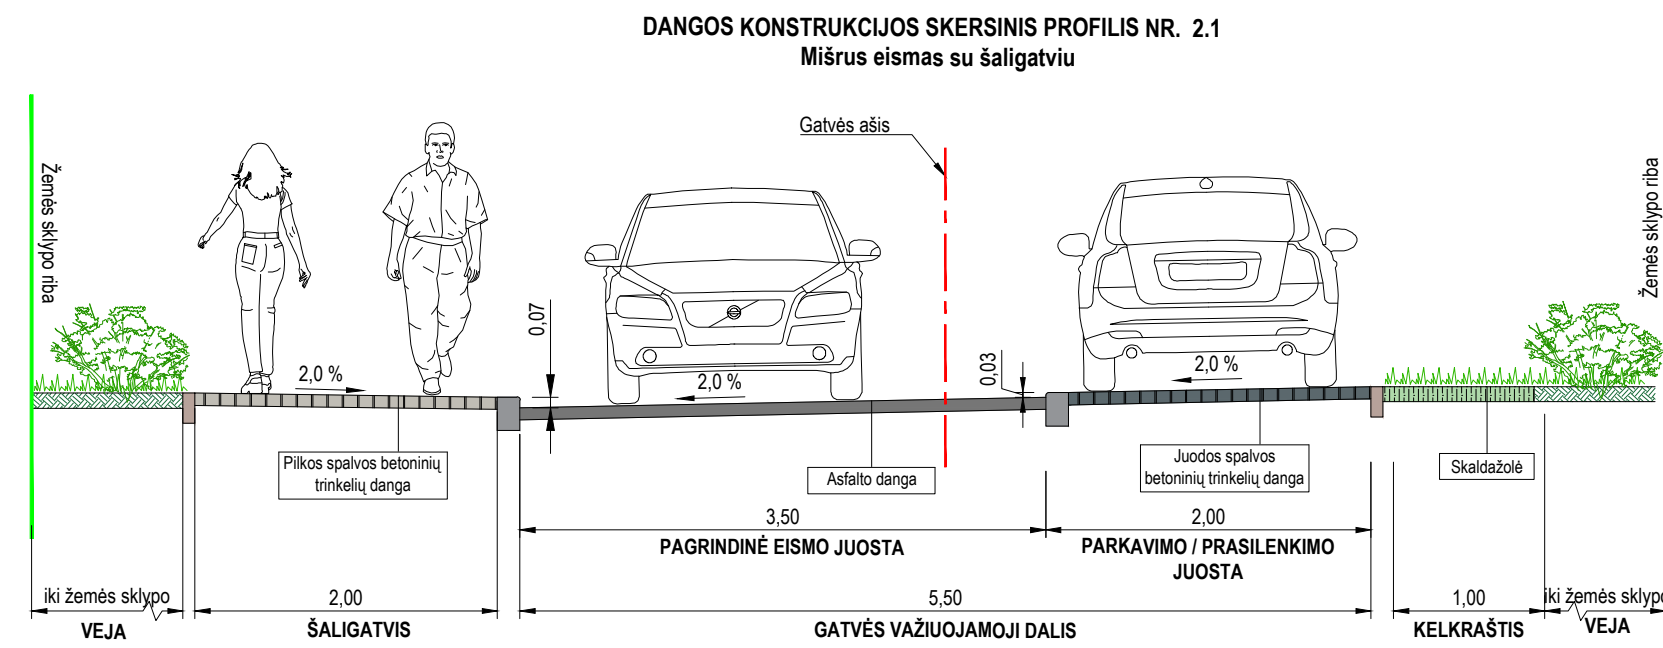 DANGOS KONSTRUKCIJOS SKERSINIS PROFILIS NR. 2.1
Mišrus eismas su šaligatviu
Gatvės ašis
Žemės sklypo riba
Žemės sklypo riba
0,07
0,03
2,0 %
2,0 %
2,0 %
Pilkos spalvos betoninių
trinkelių danga
Asfalto danga
Juodos spalvos
betoninių trinkelių danga
Skaldažolė
3,50
PAGRINDINĖ EISMO JUOSTA
2,00
PARKAVIMO / PRASILENKIMO
JUOSTA
iki žemės sklypo
VEJA
2,00
ŠALIGATVIS
5,50
GATVĖS VAŽIUOJAMOJI DALIS
1,00
KELKRAŠTIS
iki žemės sklypo
VEJA